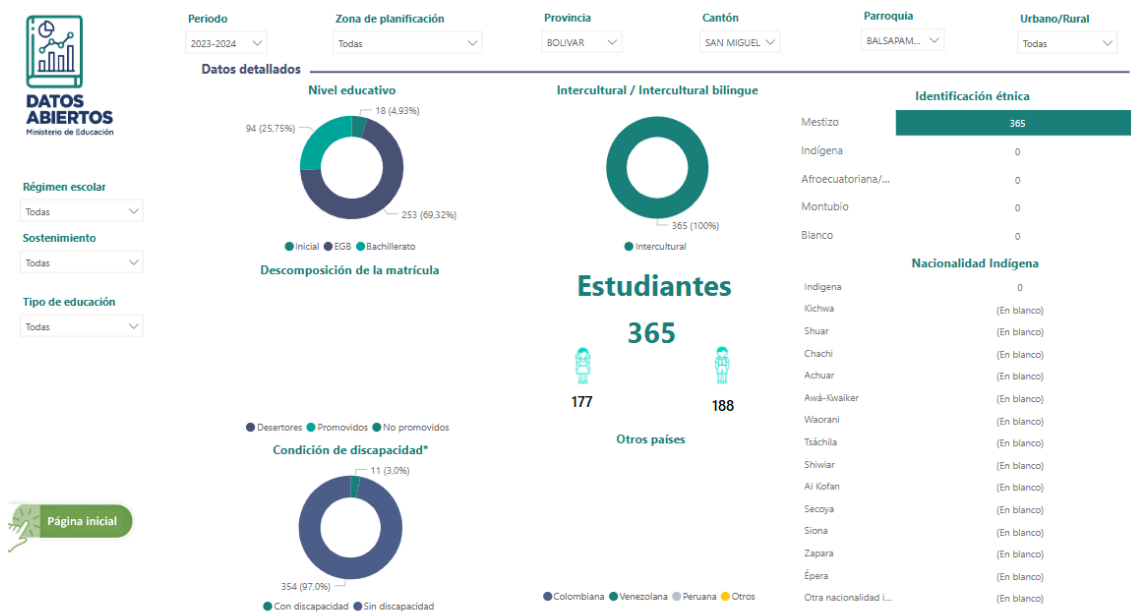 Periodo
2023-2024
Zona de planificación
Todas
Provincia
BOLIVAR
Cantón
SAN MIGUEL
Parroquia
BALSAPAM...
Urbano/Rural
Todas
DATOS
ABIERTOS
Ministerio de Educación
Datos detallados
Régimen escolar
Todas
Sostenimiento
Todas
Tipo de educación
Todas
Página inicial
Nivel educativo
18 (4,93%)
94 (25,75%)
253 (69,32%)
Inicial EGB Bachillerato
Descomposición de la matrícula
Desertores Promovidos No promovidos
Condición de discapacidad*
11 (3,0%)
354 (97,0%)
Con discapacidad Sin discapacidad
Intercultural / Intercultural bilingue
365 (100%)
Intercultural
Estudiantes
365
177
188
Otros países
Colombiana Venezolana Peruana Otros
Identificación étnica
Mestizo 365
Indígena 0
Afroecuatoriana/... 0
Montubio 0
Blanco 0
Nacionalidad Indígena
Indigena 0
Kichwa (En blanco)
Shuar (En blanco)
Chachi (En blanco)
Achuar (En blanco)
Awá-Kwaiker (En blanco)
Waorani (En blanco)
Tsáchila (En blanco)
Shiwiar (En blanco)
Ai Kofan (En blanco)
Secoya (En blanco)
Siona (En blanco)
Zapara (En blanco)
Épera (En blanco)
Otra nacionalidad i... (En blanco)